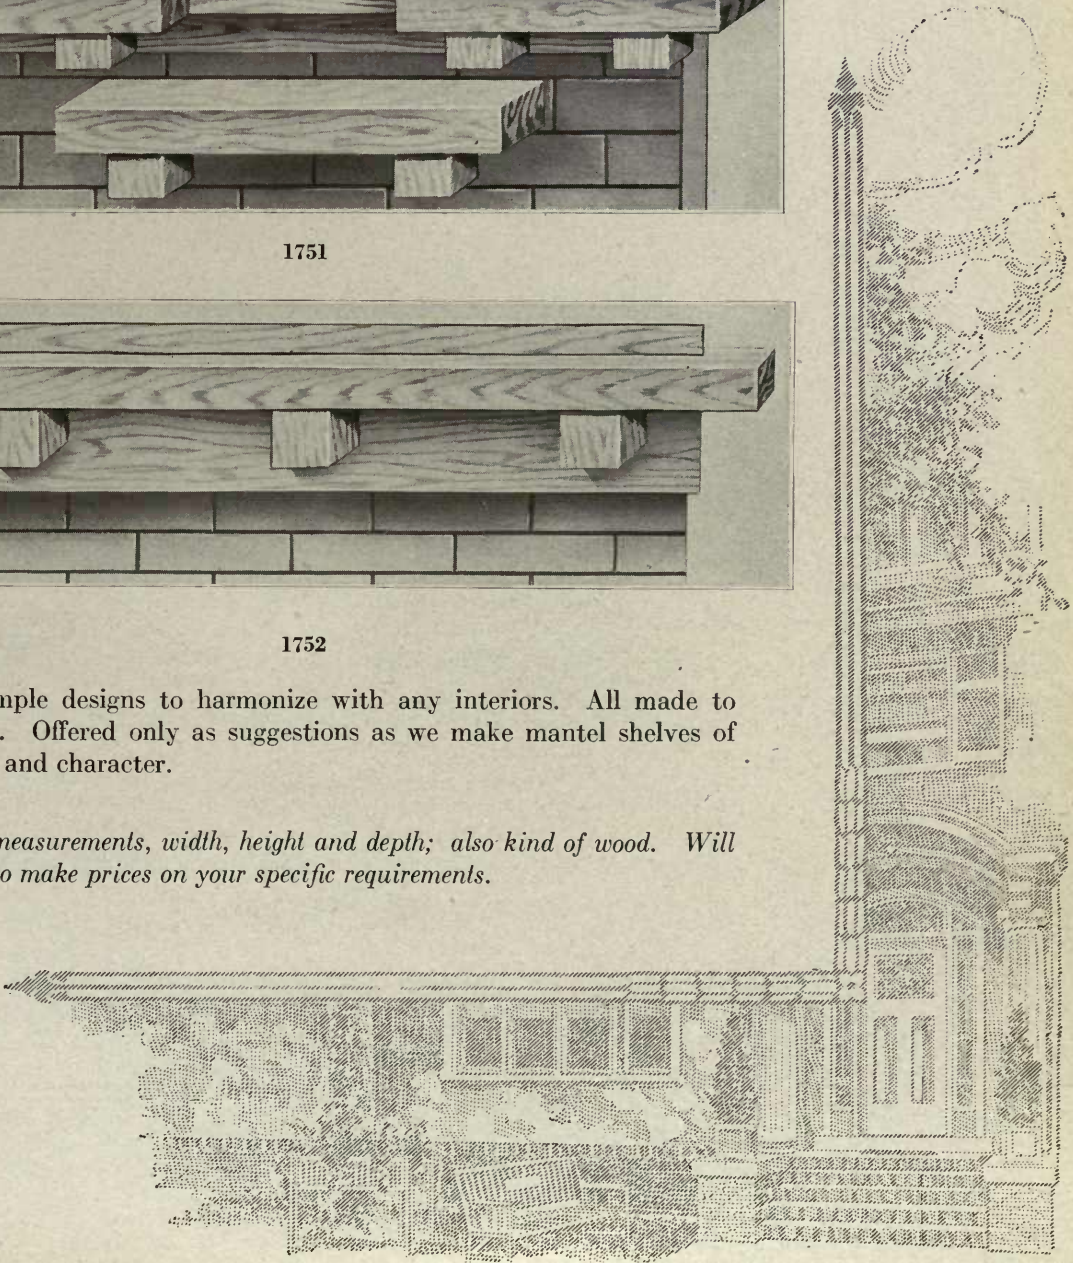 1751
1752
mple designs to harmonize with any interiors. All made to
. Offered only as suggestions as we make mantel shelves of
and character.
measurements, width, height and depth; also kind of wood. Will
o make prices on your specific requirements.